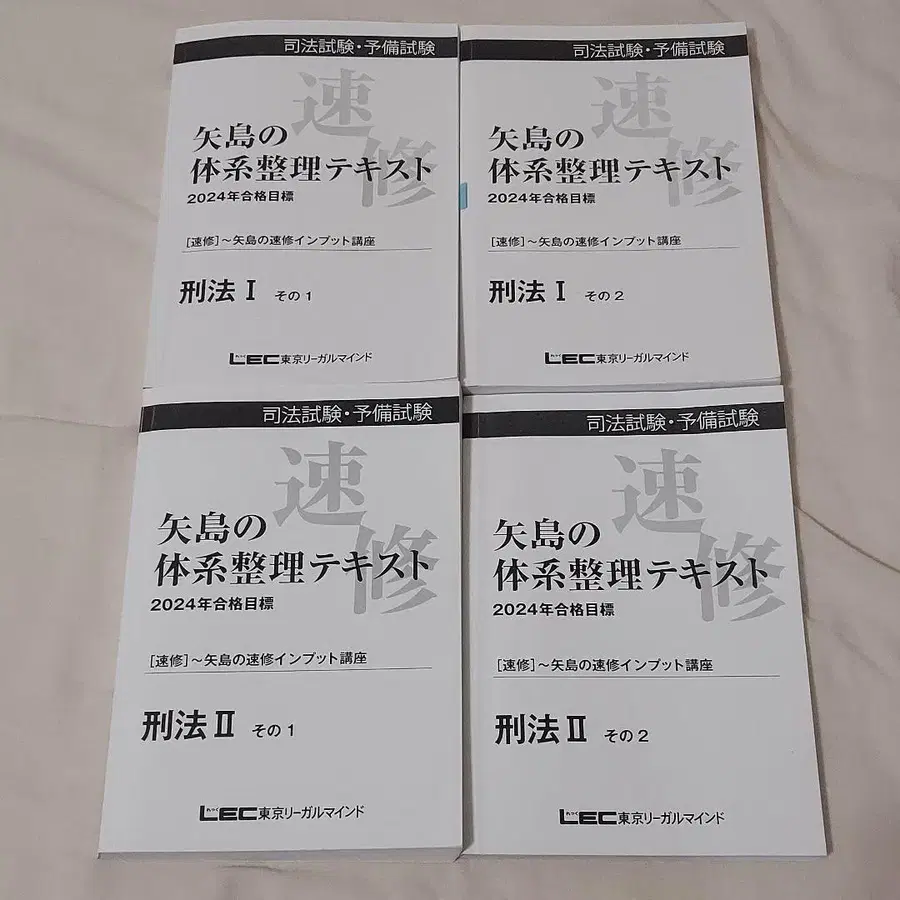 司法試験・予備試験
速修
矢島の
体系整理テキスト
2024年合格目標
[速修]～矢島の速修インプット講座
刑法Ⅰ その1
LEC東京リーガルマインド
司法試験・予備試験
速修
矢島の
体系整理テキスト
2024年合格目標
[速修]～矢島の速修インプット講座
刑法Ⅰ その2
LEC東京リーガルマインド
司法試験・予備試験
速修
矢島の
体系整理テキスト
2024年合格目標
[速修]～矢島の速修インプット講座
刑法Ⅱ その1
LEC東京リーガルマインド
司法試験・予備試験
速修
矢島の
体系整理テキスト
2024年合格目標
[速修]～矢島の速修インプット講座
刑法Ⅱ その2
LEC東京リーガルマインド